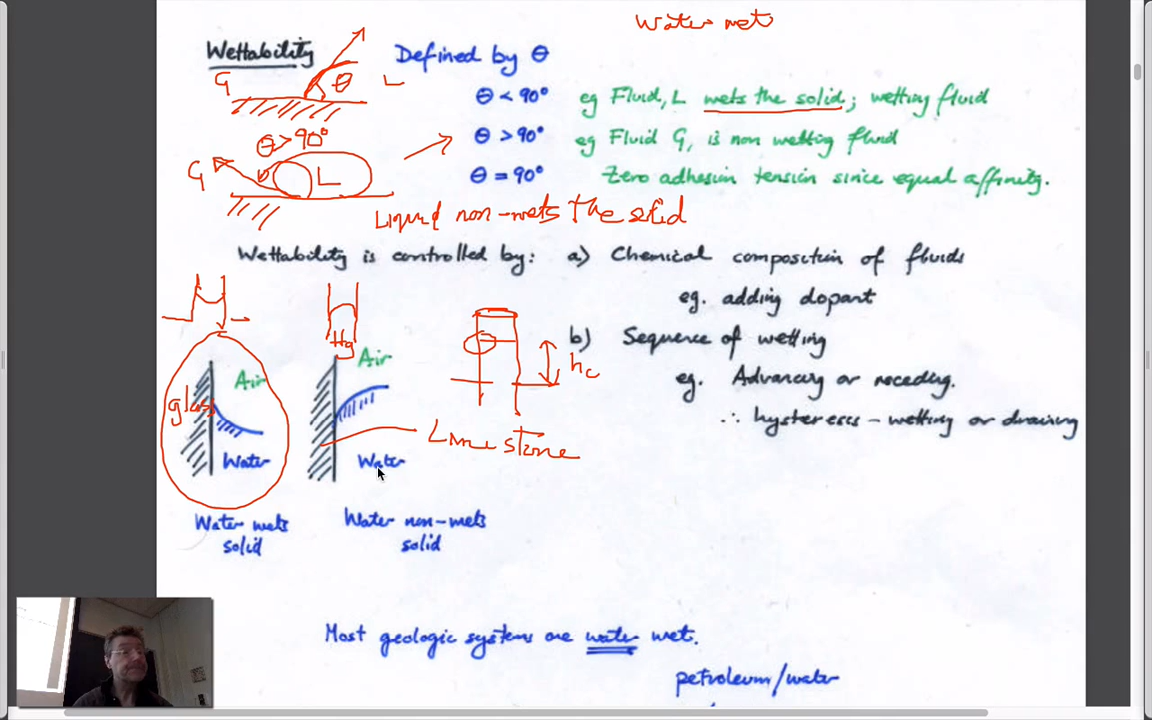 Water wets
Wettability
Defined by θ
G θ L
θ < 90° eg Fluid, L wets the solid; wetting fluid
θ > 90°
θ > 90° eg Fluid G, is non wetting fluid
G θ L
θ = 90° Zero adhesion tension since equal affinity.
Liquid non-wets the solid
Wettability is controlled by: a) Chemical composition of fluids
eg. adding dopant
b) Sequence of wetting
Hg
Air
Air
hc
eg. Advancing or receding.
glass
∴ hysteresis – wetting or draining
Limestone
Water
Water
Water wets
solid
Water non-wets
solid
Most geologic systems are water wet.
petroleum/water